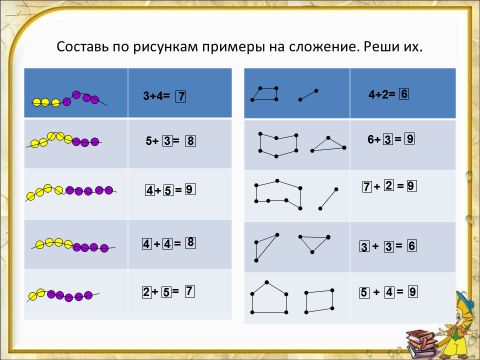 Составь по рисункам примеры на сложение. Реши их.
3+4= 7
4+2= 6
5+ 3= 8
6+ 3= 9
4+ 5= 9
7 + 2= 9
4 + 4= 8
3 + 3= 6
2+ 5= 7
5 + 4= 9